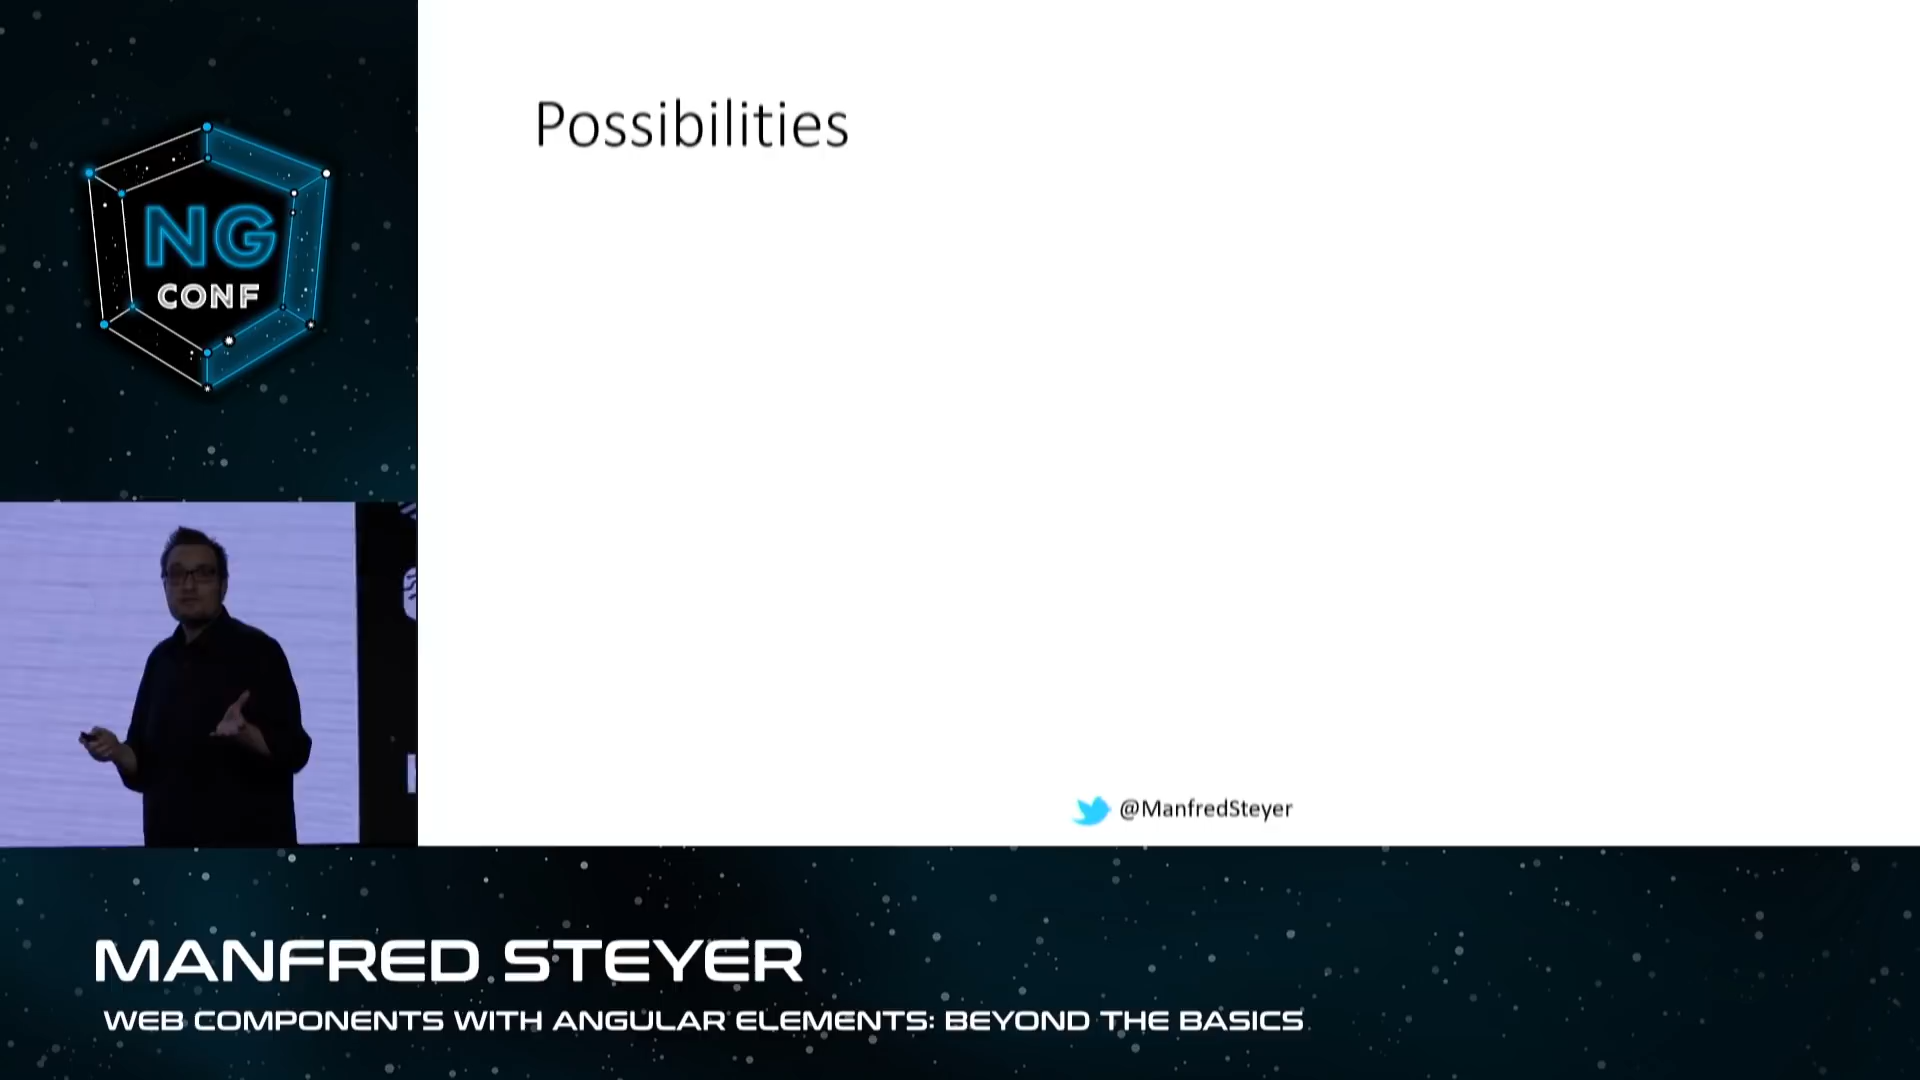 NG
CONF
Possibilities
@ManfredSteyer
MANFRED STEYER
WEB COMPONENTS WITH ANGULAR ELEMENTS: BEYOND THE BASICS